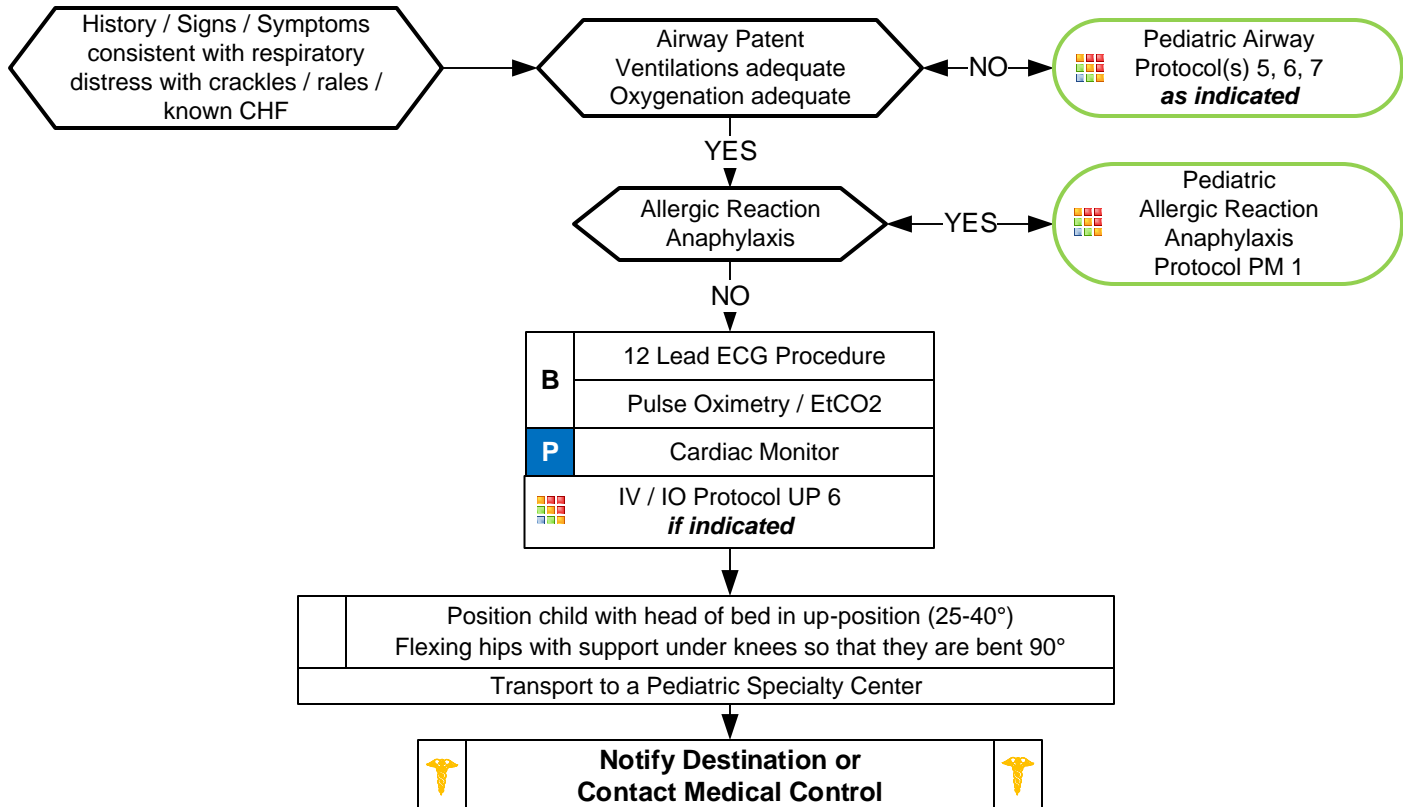 History / Signs / Symptoms
consistent with respiratory
distress with crackles / rales /
known CHF
Airway Patent
Ventilations adequate
Oxygenation adequate
NO
Pediatric Airway
Protocol(s) 5, 6, 7
as indicated
YES
Allergic Reaction
Anaphylaxis
YES
Pediatric
Allergic Reaction
Anaphylaxis
Protocol PM 1
NO
B
12 Lead ECG Procedure
Pulse Oximetry / EtCO2
P
Cardiac Monitor
IV / IO Protocol UP 6
if indicated
Position child with head of bed in up-position (25-40°)
Flexing hips with support under knees so that they are bent 90°
Transport to a Pediatric Specialty Center
Notify Destination or
Contact Medical Control